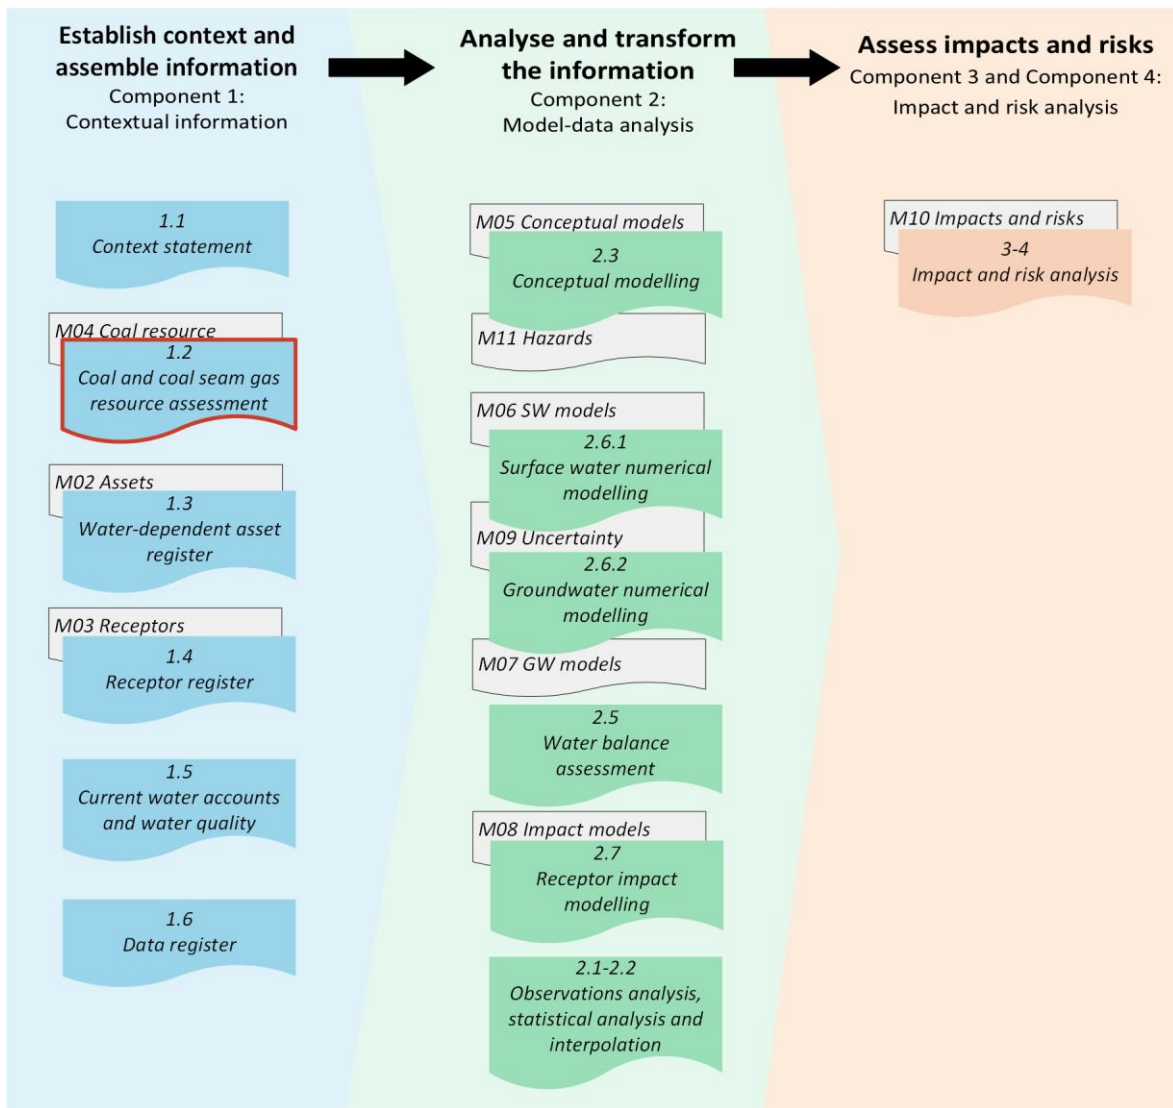 Establish context and
assemble information
Component 1:
Contextual information
Analyse and transform
the information
Component 2:
Model-data analysis
Assess impacts and risks
Component 3 and Component 4:
Impact and risk analysis
1.1
Context statement
M04 Coal resource
1.2
Coal and coal seam gas
resource assessment
M02 Assets
1.3
Water-dependent asset
register
M03 Receptors
1.4
Receptor register
1.5
Current water accounts
and water quality
1.6
Data register
M05 Conceptual models
2.3
Conceptual modelling
M11 Hazards
M06 SW models
2.6.1
Surface water numerical
modelling
M09 Uncertainty
2.6.2
Groundwater numerical
modelling
M07 GW models
2.5
Water balance
assessment
M08 Impact models
2.7
Receptor impact
modelling
2.1-2.2
Observations analysis,
statistical analysis and
interpolation
M10 Impacts and risks
3-4
Impact and risk analysis